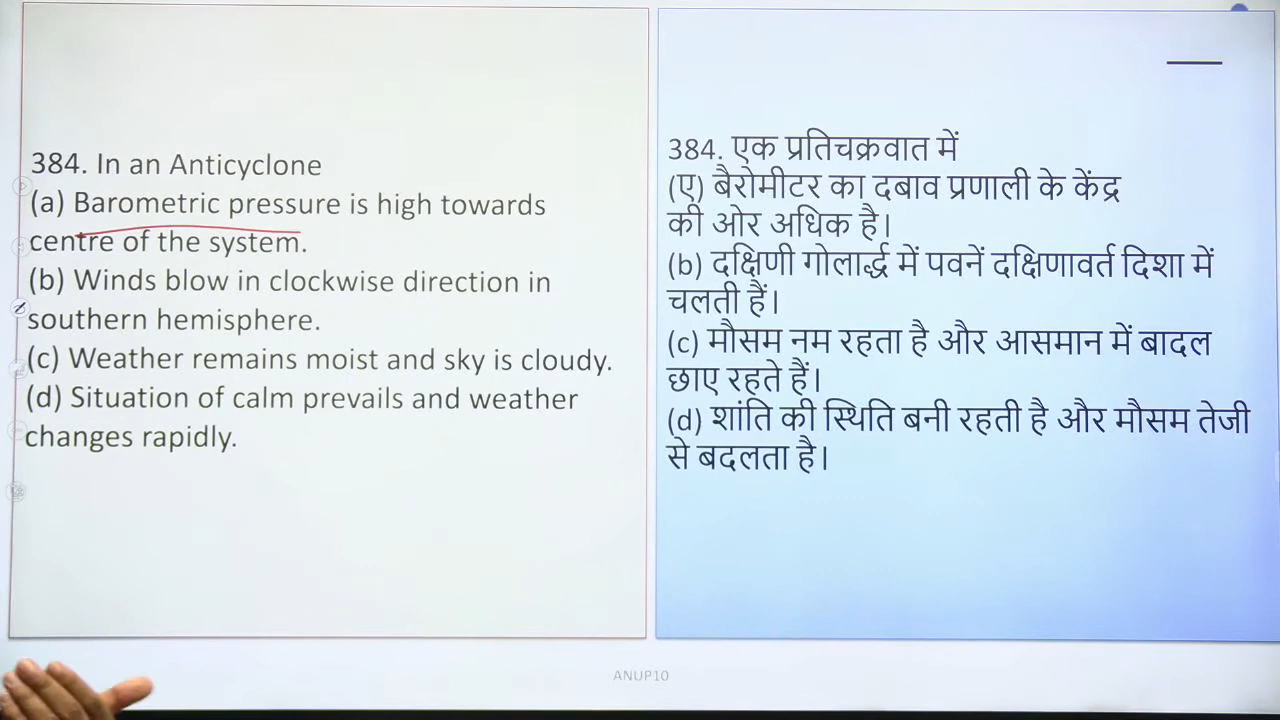 384. In an Anticyclone
(a) Barometric pressure is high towards
centre of the system.
(b) Winds blow in clockwise direction in
southern hemisphere.
(c) Weather remains moist and sky is cloudy.
(d) Situation of calm prevails and weather
changes rapidly.
384. एक प्रतिचक्रवात में
(ए) बैरोमीटर का दबाव प्रणाली के केंद्र
की ओर अधिक है।
(b) दक्षिणी गोलार्द्ध में पवनें दक्षिणावर्त दिशा में
चलती हैं।
(c) मौसम नम रहता है और आसमान में बादल
छाए रहते हैं।
(d) शांति की स्थिति बनी रहती है और मौसम तेजी
से बदलता है।
ANUP10